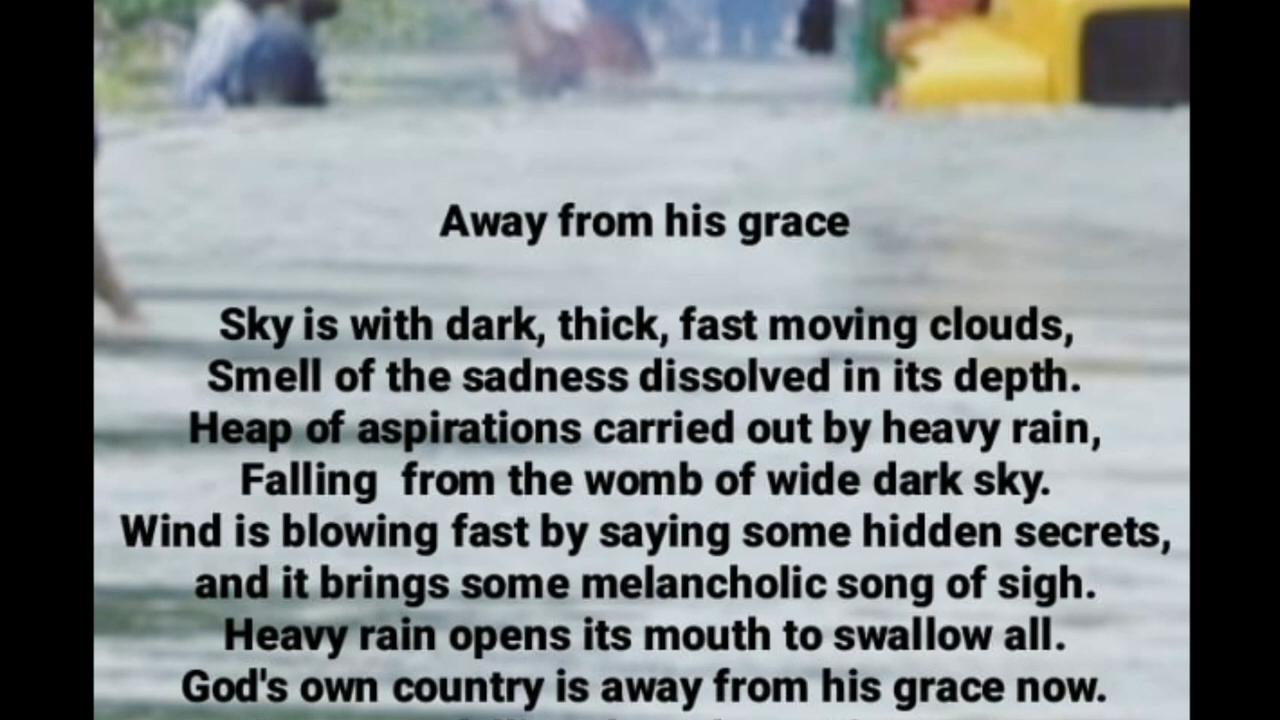 Away from his grace
Sky is with dark, thick, fast moving clouds,
Smell of the sadness dissolved in its depth.
Heap of aspirations carried out by heavy rain,
Falling  from the womb of wide dark sky.
Wind is blowing fast by saying some hidden secrets,
and it brings some melancholic song of sigh.
Heavy rain opens its mouth to swallow all.
God's own country is away from his grace now.